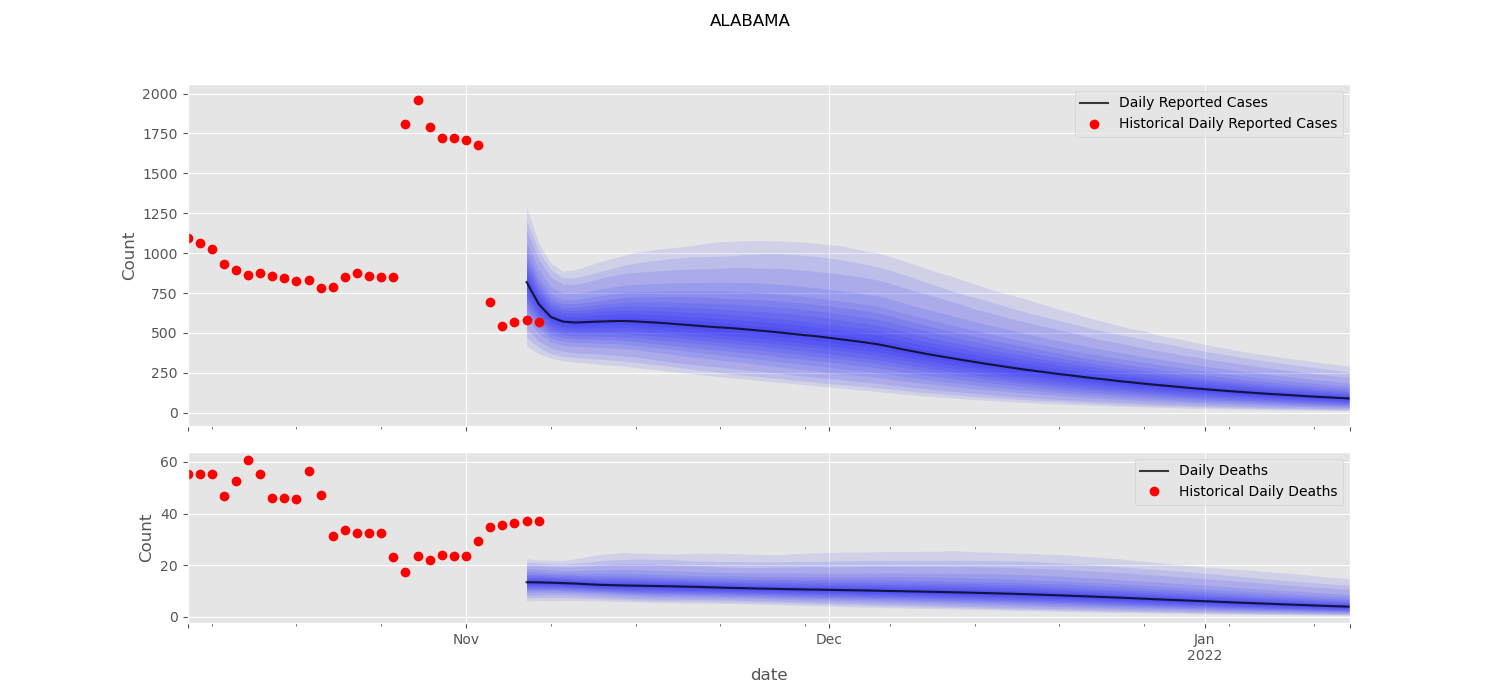 ALABAMA
2000
1750
1500
1250
1000
750
500
250
0
Count
Daily Reported Cases
Historical Daily Reported Cases
60
40
20
0
Count
Daily Deaths
Historical Daily Deaths
Nov
Dec
Jan
2022
date